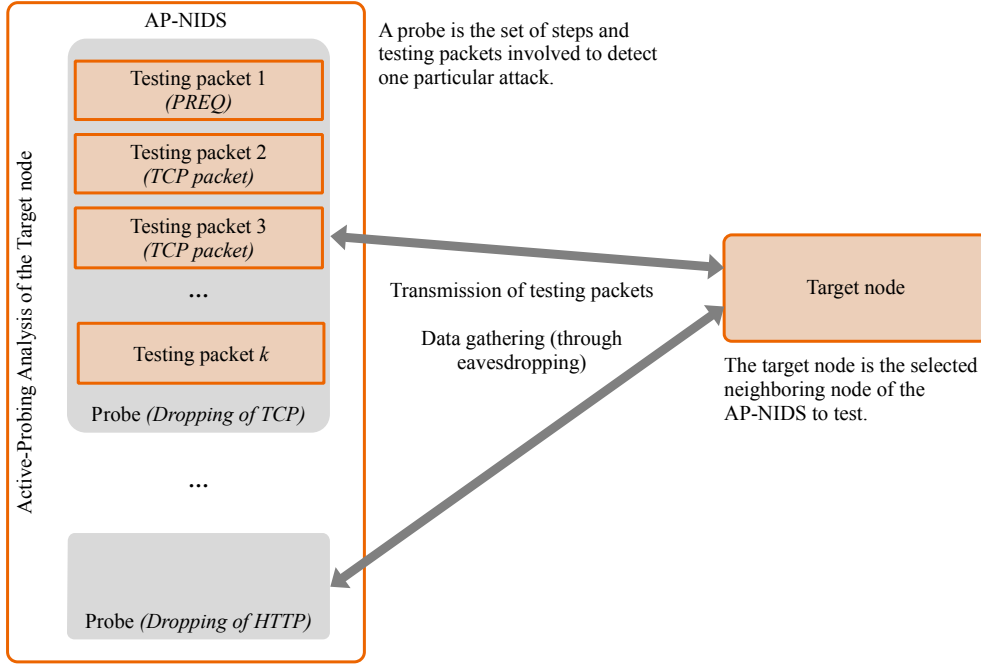 AP-NIDS
A probe is the set of steps and
testing packets involved to detect
one particular attack.
Active-Probing Analysis of the Target node
Testing packet 1
(PREQ)
Testing packet 2
(TCP packet)
Testing packet 3
(TCP packet)
...
Testing packet k
Probe (Dropping of TCP)
...
Probe (Dropping of HTTP)
Transmission of testing packets
Data gathering (through
eavesdropping)
Target node
The target node is the selected
neighboring node of the
AP-NIDS to test.